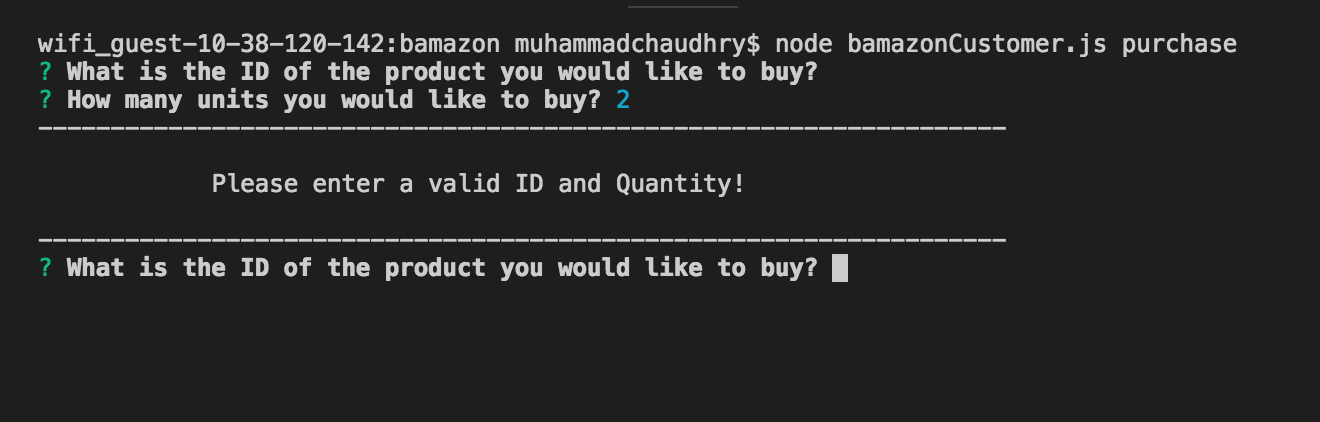 wifi_guest-10-38-120-142:bamazon muhammadchaudhry$ node bamazonCustomer.js purchase
? What is the ID of the product you would like to buy?
? How many units you would like to buy? 2
-------------------------------------------------------------------
Please enter a valid ID and Quantity!
-------------------------------------------------------------------
? What is the ID of the product you would like to buy?